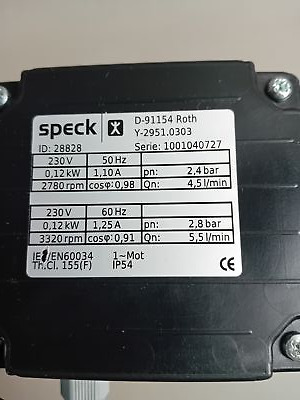 speck
D-91154 Roth
Y-2951.0303
ID: 28828
Serie: 1001040727
230 V 50 Hz
0,12 kW 1,10 A pn: 2,4 bar
2780 rpm cosφ:0,98 Qn: 4,5 l/min
230 V 60 Hz
0,12 kW 1,25 A pn: 2,8 bar
3320 rpm cosφ:0,91 Qn: 5,5 l/min
/EN60034 1~Mot
Th.Cl. 155(F) IP54 CE